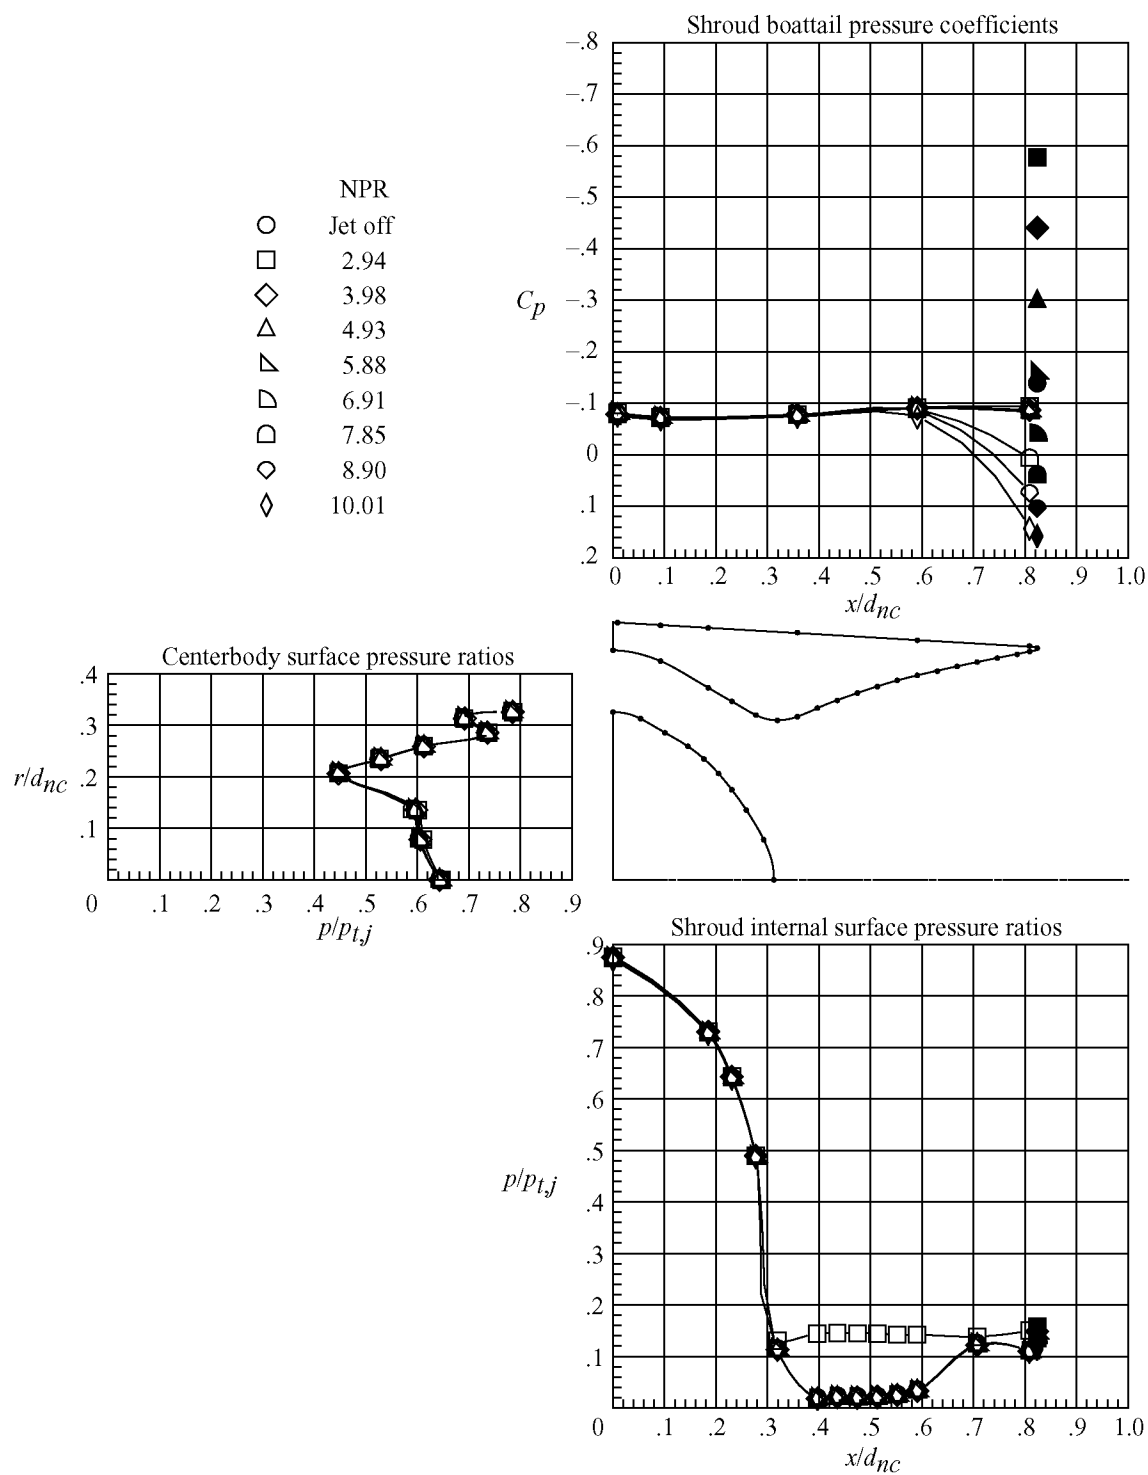 Shroud boattail pressure coefficients
–.8
–.7
–.6
–.5
–.4
–.3
–.2
–.1
0
.1
.2
C_p
0 .1 .2 .3 .4 .5 .6 .7 .8 .9 1.0
x/d_nc
NPR
Jet off
2.94
3.98
4.93
5.88
6.91
7.85
8.90
10.01
Centerbody surface pressure ratios
.4
.3
r/d_nc .2
.1
0 .1 .2 .3 .4 .5 .6 .7 .8 .9
p/p_t,j
Shroud internal surface pressure ratios
.9
.8
.7
.6
.5
p/p_t,j
.4
.3
.2
.1
0 .1 .2 .3 .4 .5 .6 .7 .8 .9 1.0
x/d_nc